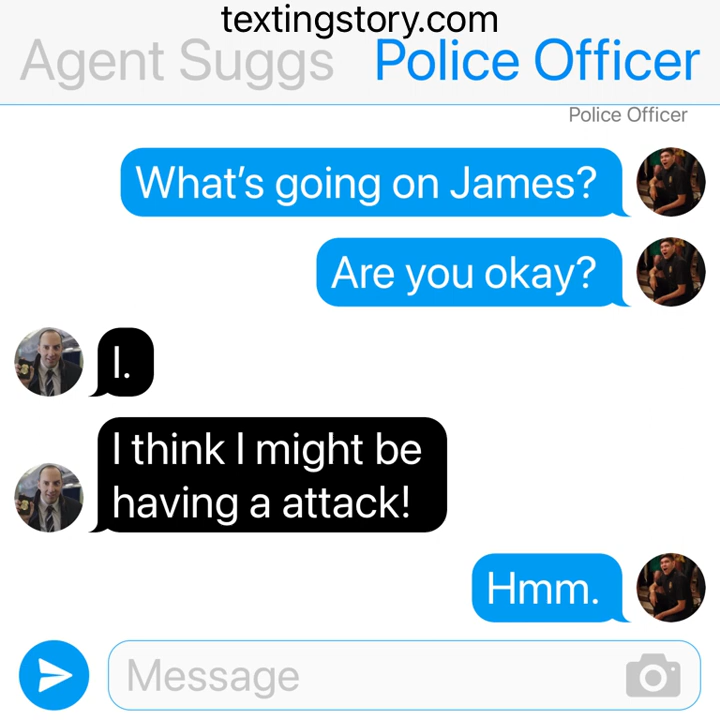 textingstory.com
Agent Suggs Police Officer
Police Officer
What's going on James?
Are you okay?
I.
I think I might be
having a attack!
Hmm.
Message